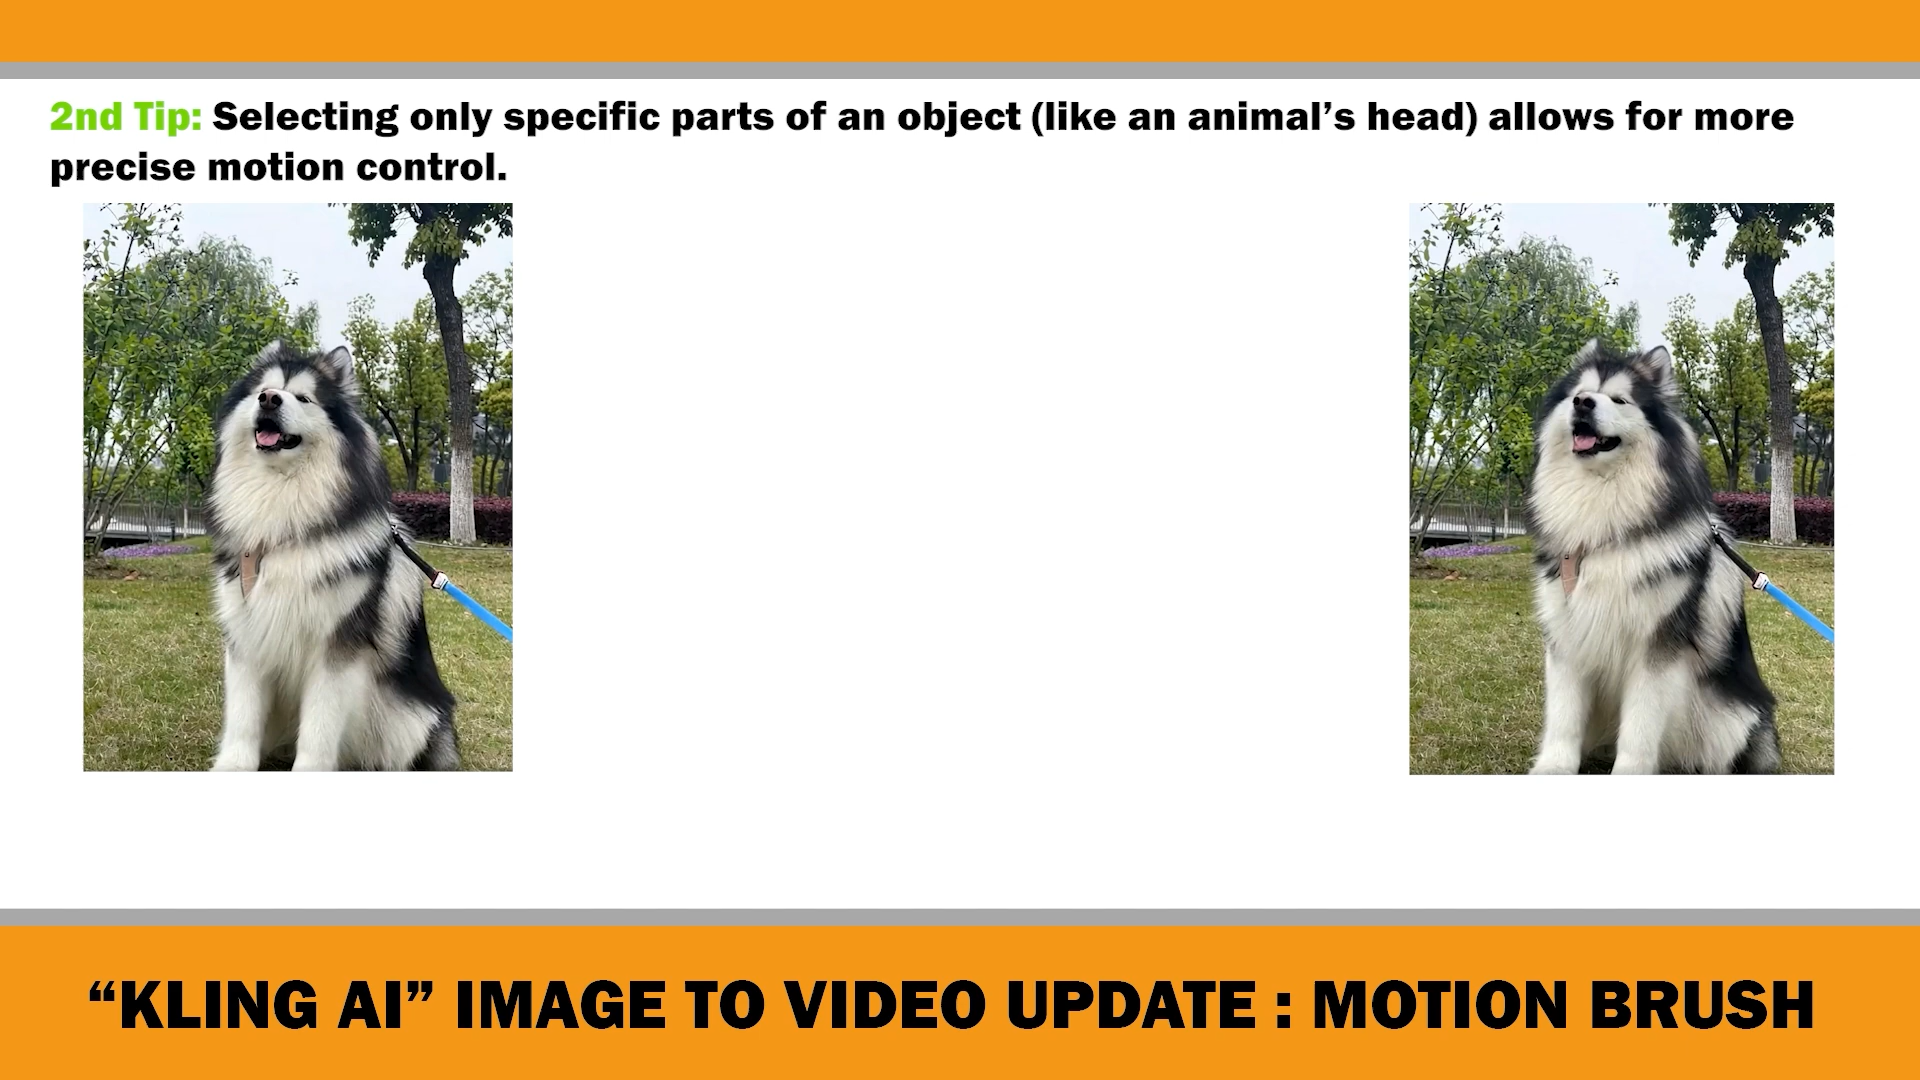 2nd Tip: Selecting only specific parts of an object (like an animal’s head) allows for more
precise motion control.
“KLING AI” IMAGE TO VIDEO UPDATE : MOTION BRUSH